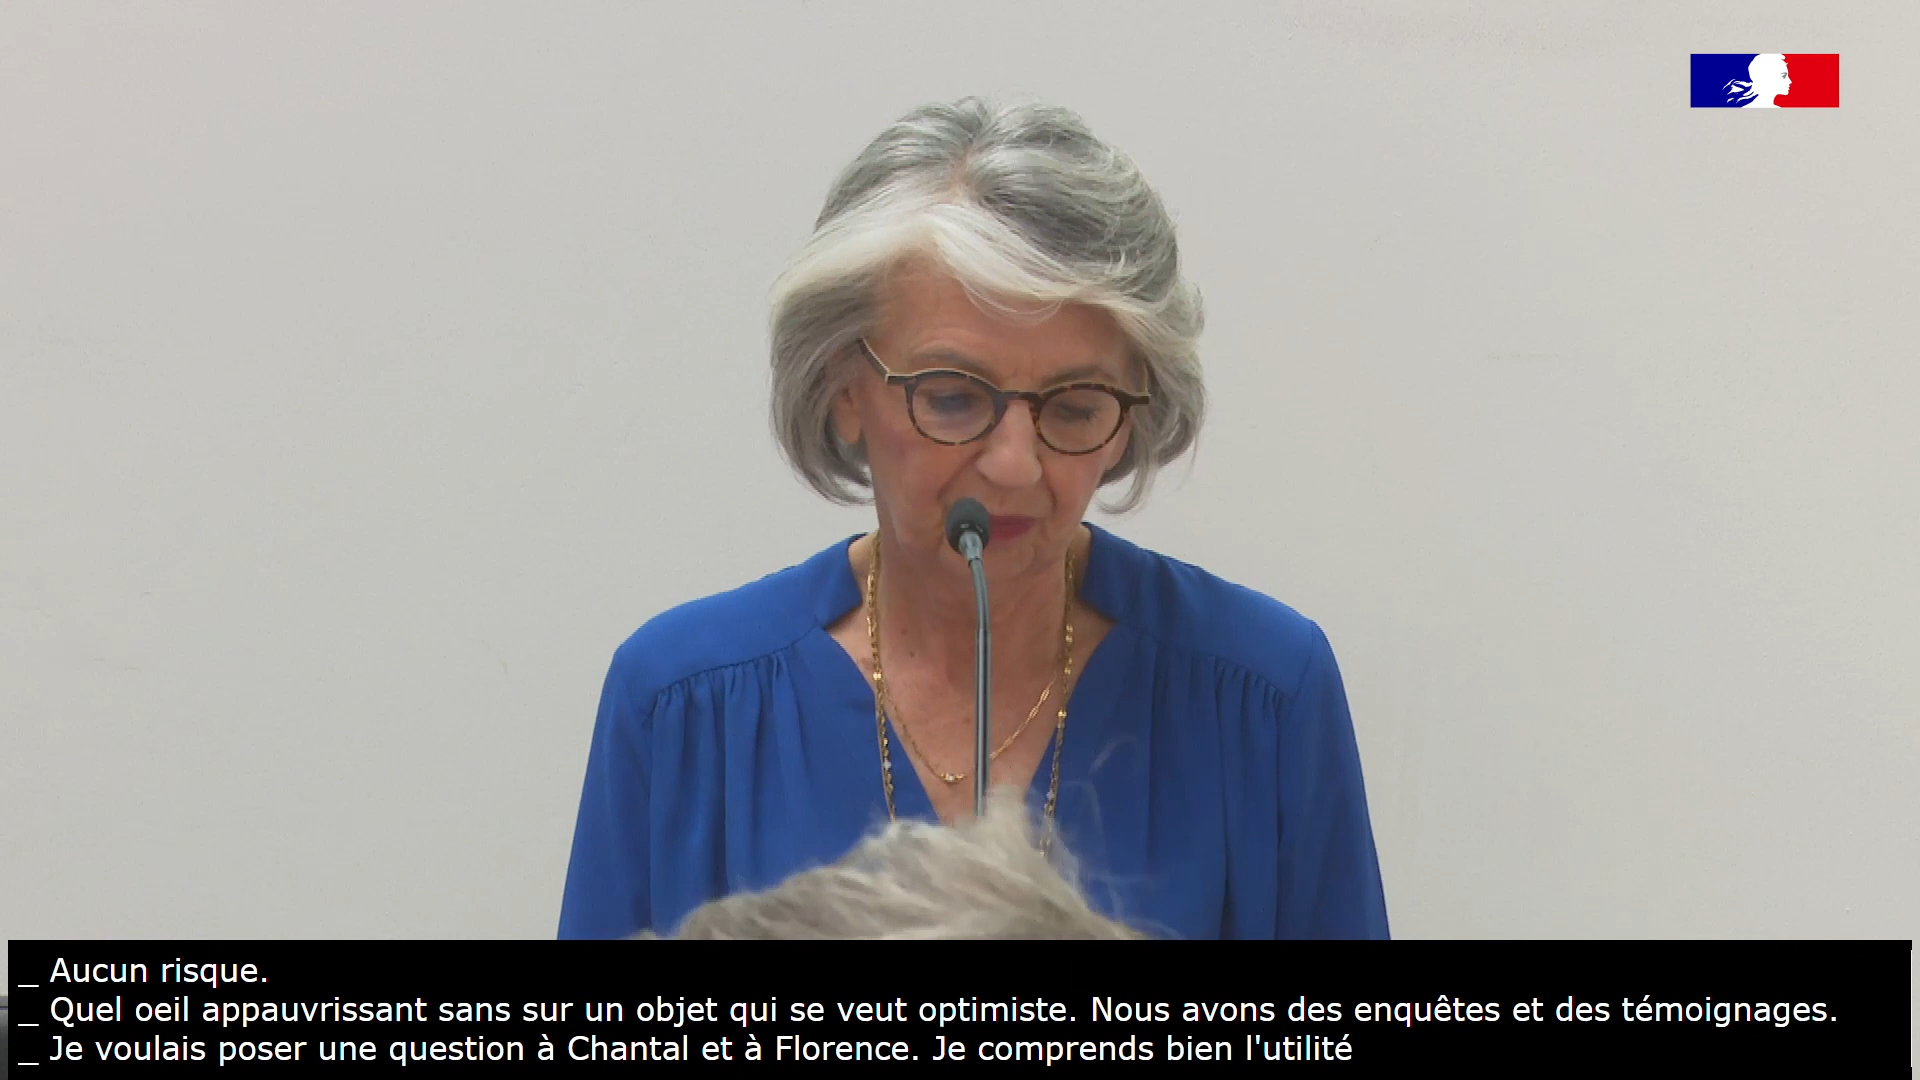 _ Aucun risque.
_ Quel oeil appauvrissant sans sur un objet qui se veut optimiste. Nous avons des enquêtes et des témoignages.
_ Je voulais poser une question à Chantal et à Florence. Je comprends bien l'utilité